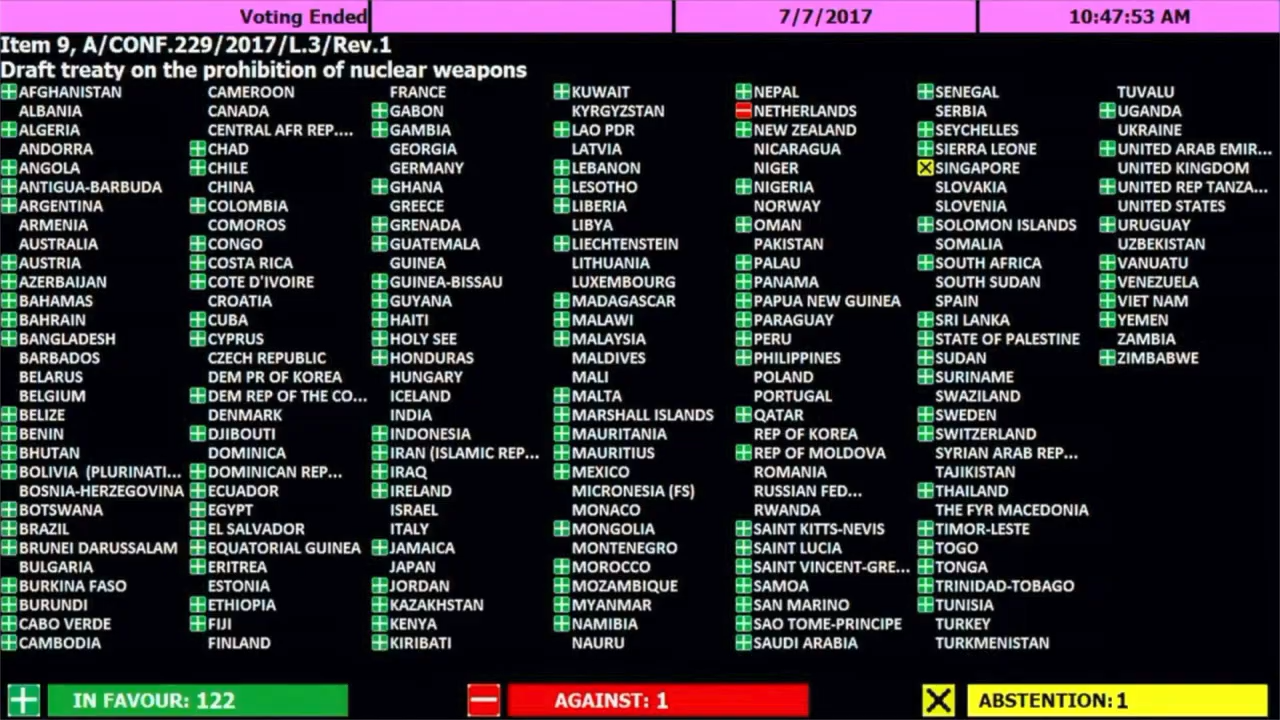 Voting Ended 7/7/2017 10:47:53 AM
Item 9, A/CONF.229/2017/L.3/Rev.1
Draft treaty on the prohibition of nuclear weapons
AFGHANISTAN CAMEROON FRANCE KUWAIT NEPAL SENEGAL TUVALU
ALBANIA CANADA GABON KYRGYZSTAN NETHERLANDS SERBIA UGANDA
ALGERIA CENTRAL AFR REP.... GAMBIA LAO PDR NEW ZEALAND SEYCHELLES UKRAINE
ANDORRA CHAD GEORGIA LATVIA NICARAGUA SIERRA LEONE UNITED ARAB EMIR...
ANGOLA CHILE GERMANY LEBANON NIGER SINGAPORE UNITED KINGDOM
ANTIGUA-BARBUDA CHINA GHANA LESOTHO NIGERIA SLOVAKIA UNITED REP TANZA...
ARGENTINA COLOMBIA GREECE LIBERIA NORWAY SLOVENIA UNITED STATES
ARMENIA COMOROS GRENADA LIBYA OMAN SOLOMON ISLANDS URUGUAY
AUSTRALIA CONGO GUATEMALA LIECHTENSTEIN PAKISTAN SOMALIA UZBEKISTAN
AUSTRIA COSTA RICA GUINEA LITHUANIA PALAU SOUTH AFRICA VANUATU
AZERBAIJAN COTE D'IVOIRE GUINEA-BISSAU LUXEMBOURG PANAMA SOUTH SUDAN VENEZUELA
BAHAMAS CROATIA GUYANA MADAGASCAR PAPUA NEW GUINEA SPAIN VIET NAM
BAHRAIN CUBA HAITI MALAWI PARAGUAY SRI LANKA YEMEN
BANGLADESH CYPRUS HOLY SEE MALAYSIA PERU STATE OF PALESTINE ZAMBIA
BARBADOS CZECH REPUBLIC HONDURAS MALDIVES PHILIPPINES SUDAN ZIMBABWE
BELARUS DEM PR OF KOREA HUNGARY MALI POLAND SURINAME
BELGIUM DEM REP OF THE CO... ICELAND MALTA PORTUGAL SWAZILAND
BELIZE DENMARK INDIA MARSHALL ISLANDS QATAR SWEDEN
BENIN DJIBOUTI INDONESIA MAURITANIA REP OF KOREA SWITZERLAND
BHUTAN DOMINICA IRAN (ISLAMIC REP... MAURITIUS REP OF MOLDOVA SYRIAN ARAB REP...
BOLIVIA (PLURINATI... DOMINICAN REP... IRAQ MEXICO ROMANIA TAJIKISTAN
BOSNIA-HERZEGOVINA ECUADOR IRELAND MICRONESIA (FS) RUSSIAN FED... THAILAND
BOTSWANA EGYPT ISRAEL MONACO RWANDA THE FYR MACEDONIA
BRAZIL EL SALVADOR ITALY MONGOLIA SAINT KITTS-NEVIS TIMOR-LESTE
BRUNEI DARUSSALAM EQUATORIAL GUINEA JAMAICA MONTENEGRO SAINT LUCIA TOGO
BULGARIA ERITREA JAPAN MOROCCO SAINT VINCENT-GRE... TONGA
BURKINA FASO ESTONIA JORDAN MOZAMBIQUE SAMOA TRINIDAD-TOBAGO
BURUNDI ETHIOPIA KAZAKHSTAN MYANMAR SAN MARINO TUNISIA
CABO VERDE FIJI KENYA NAMIBIA SAO TOME-PRINCIPE TURKEY
CAMBODIA FINLAND KIRIBATI NAURU SAUDI ARABIA TURKMENISTAN
IN FAVOUR: 122 AGAINST: 1 ABSTENTION: 1